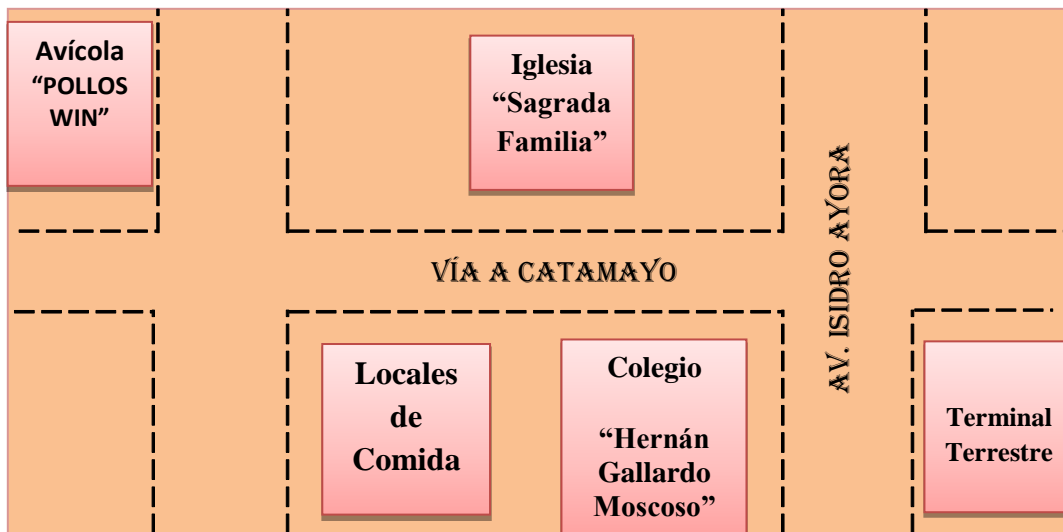 Avícola
“POLLOS
WIN”
Iglesia
“Sagrada
Familia”
VÍA A CATAMAYO
AV. ISIDRO AYORA
Locales
de
Comida
Colegio
“Hernán
Gallardo
Moscoso”
Terminal
Terrestre